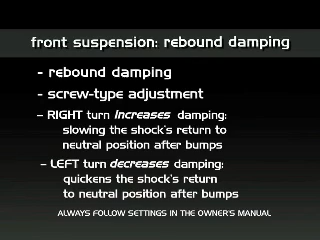 front suspension: rebound damping
- rebound damping
- screw-type adjustment
– RIGHT turn increases damping:
slowing the shock's return to
neutral position after bumps
– LEFT turn decreases damping:
quickens the shock's return
to neutral position after bumps
ALWAYS FOLLOW SETTINGS IN THE OWNER'S MANUAL